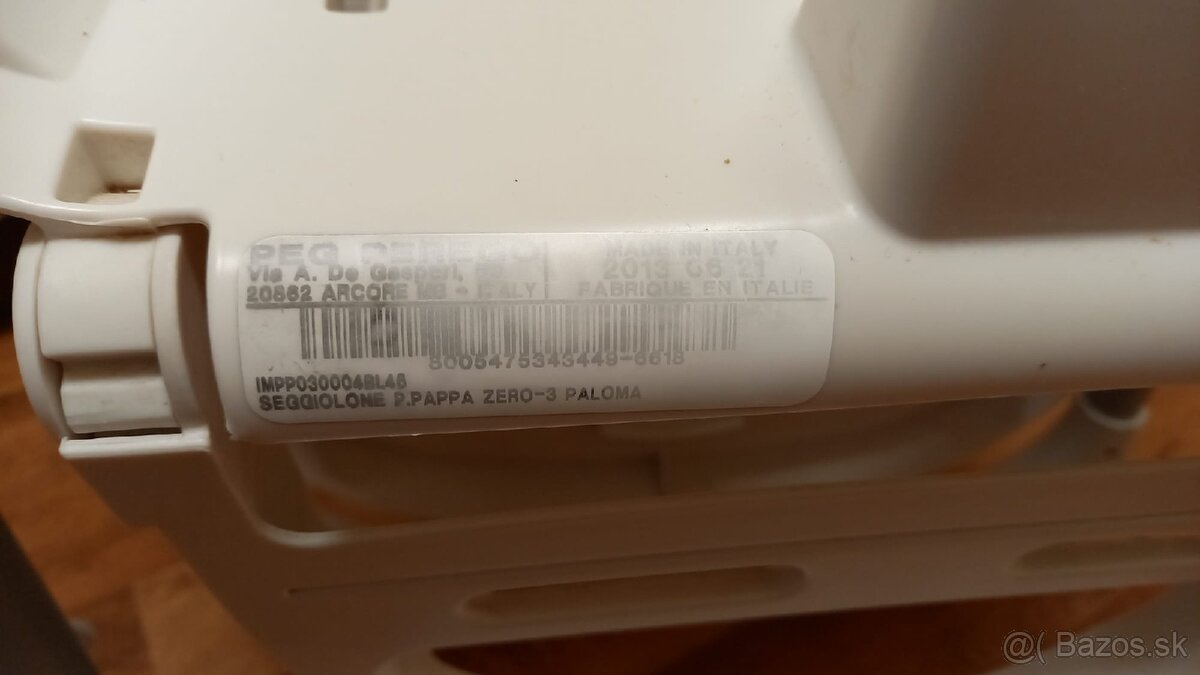 PEG PEREGO
Via A. De Gasperi,
20862 ARCORE MB - ITALY
MADE IN ITALY
2013 06 21
FABRIQUE EN ITALIE
8005475343449-6618
IMPP030004BL46
SEGGIOLONE P.PAPPA ZERO-3 PALOMA
@( Bazos.sk